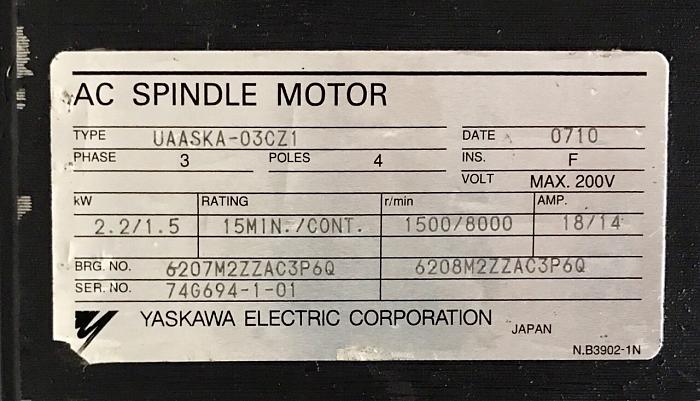 AC SPINDLE MOTOR
TYPE UAASKA-03CZ1 DATE 0710
PHASE 3 POLES 4 INS. F
VOLT MAX. 200V
kW RATING r/min AMP.
2.2/1.5 15MIN./CONT. 1500/8000 18/14
BRG. NO. 6207M2ZZAC3P6Q 6208M2ZZAC3P6Q
SER. NO. 74G694-1-01
YASKAWA ELECTRIC CORPORATION JAPAN
N.B3902-1N